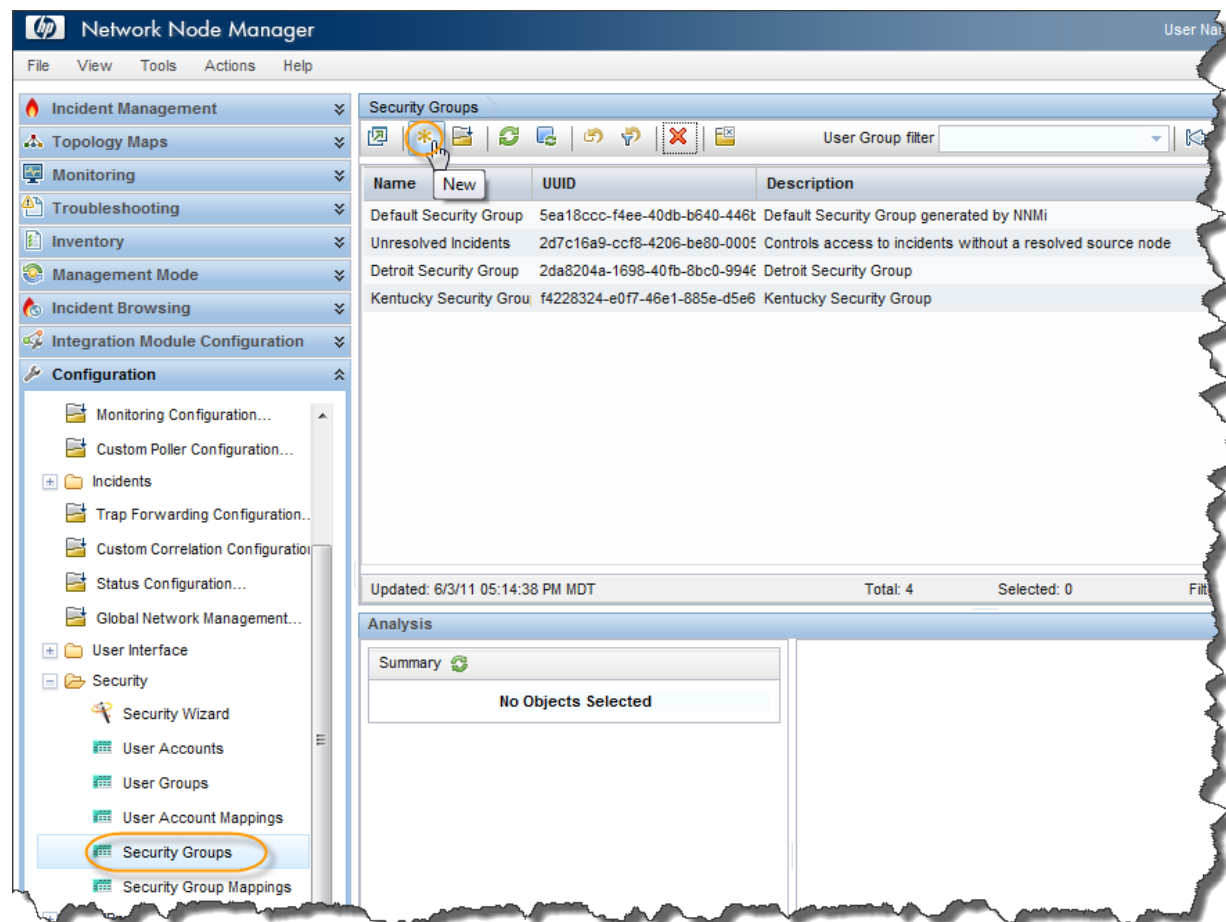 hp Network Node Manager
User Na
File View Tools Actions Help
Incident Management
Topology Maps
Monitoring
Troubleshooting
Inventory
Management Mode
Incident Browsing
Integration Module Configuration
Configuration
Monitoring Configuration...
Custom Poller Configuration...
Incidents
Trap Forwarding Configuration..
Custom Correlation Configuration
Status Configuration...
Global Network Management...
User Interface
Security
Security Wizard
User Accounts
User Groups
User Account Mappings
Security Groups
Security Group Mappings
Security Groups
User Group filter
New
Name UUID Description
Default Security Group 5ea18ccc-f4ee-40db-b640-446b Default Security Group generated by NNMi
Unresolved Incidents 2d7c16a9-ccf8-4206-be80-0005 Controls access to incidents without a resolved source node
Detroit Security Group 2da8204a-1698-40fb-8bc0-994 Detroit Security Group
Kentucky Security Grou f4228324-e0f7-46e1-885e-d5e6 Kentucky Security Group
Updated: 6/3/11 05:14:38 PM MDT Total: 4 Selected: 0 Filt
Analysis
Summary
No Objects Selected